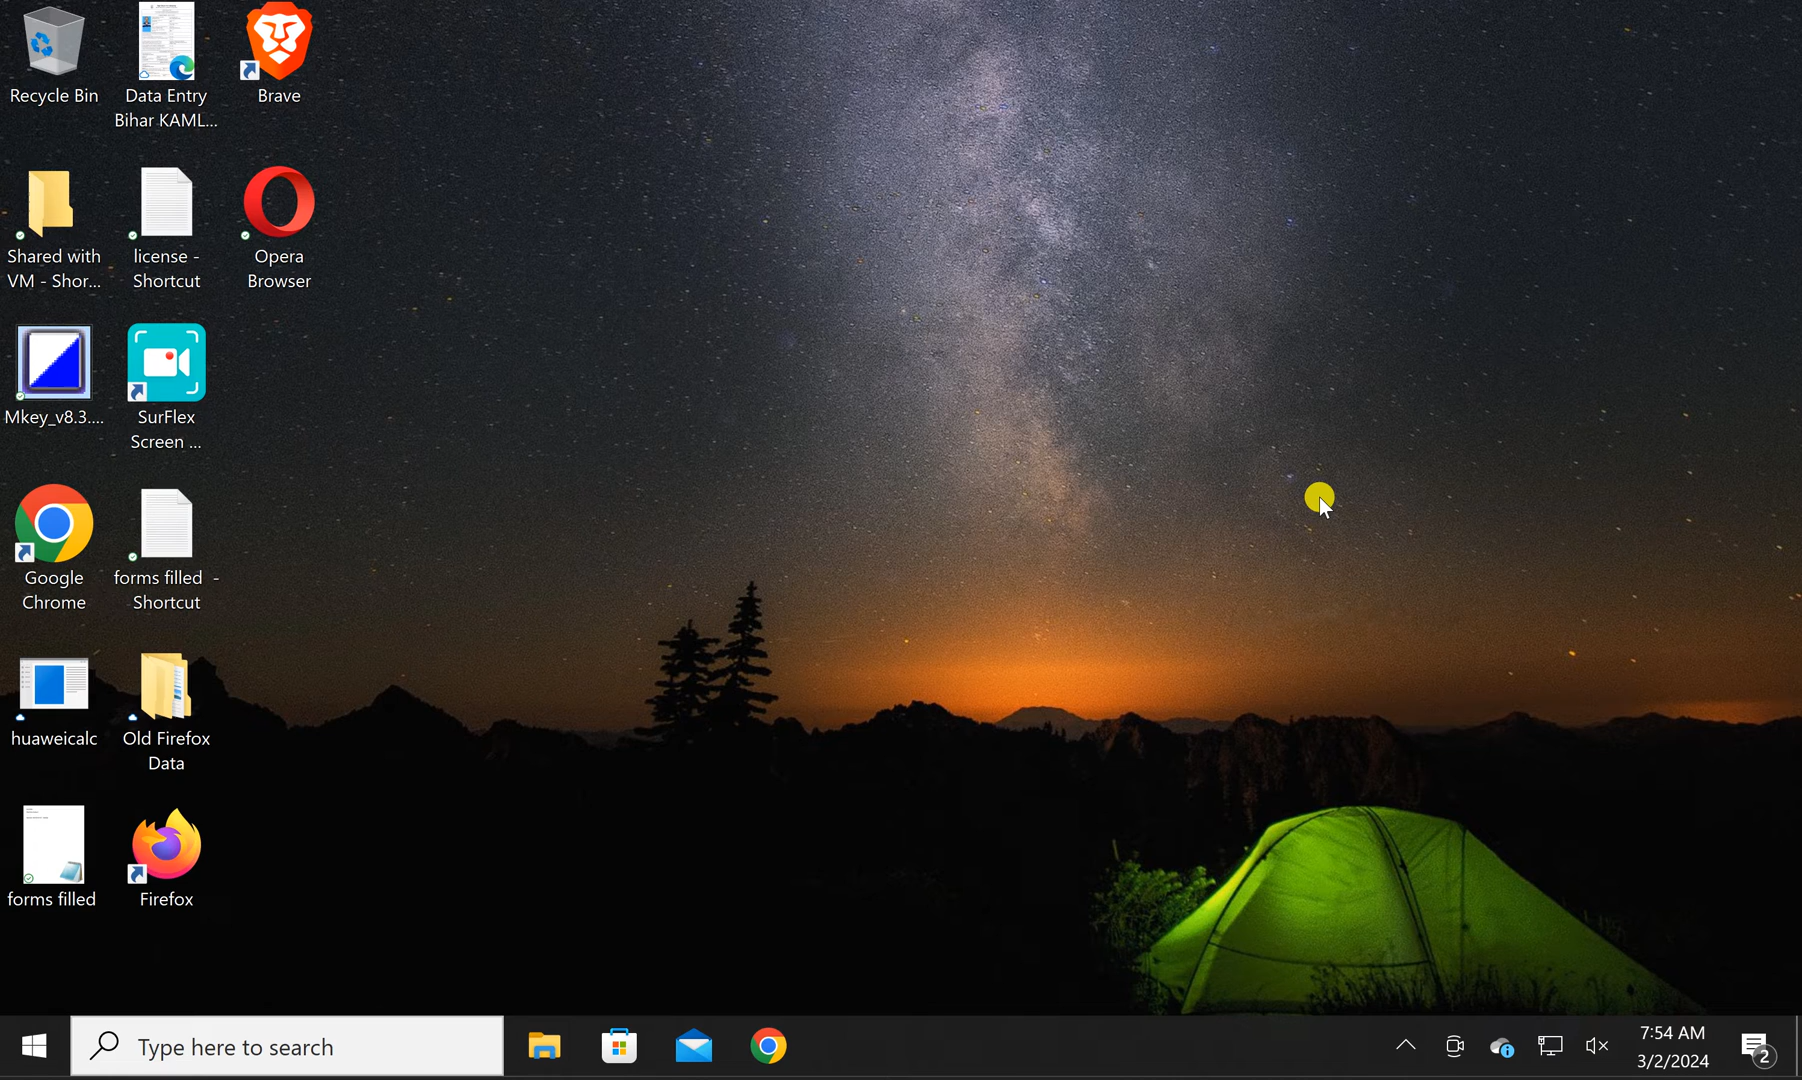 Recycle Bin
Data Entry
Bihar KAML...
Brave
Shared with
VM - Shor...
license -
Shortcut
Opera
Browser
Mkey_v8.3....
SurFlex
Screen ...
Google
Chrome
forms filled -
Shortcut
huaweicalc
Old Firefox
Data
forms filled
Firefox
Type here to search
7:54 AM
3/2/2024
2